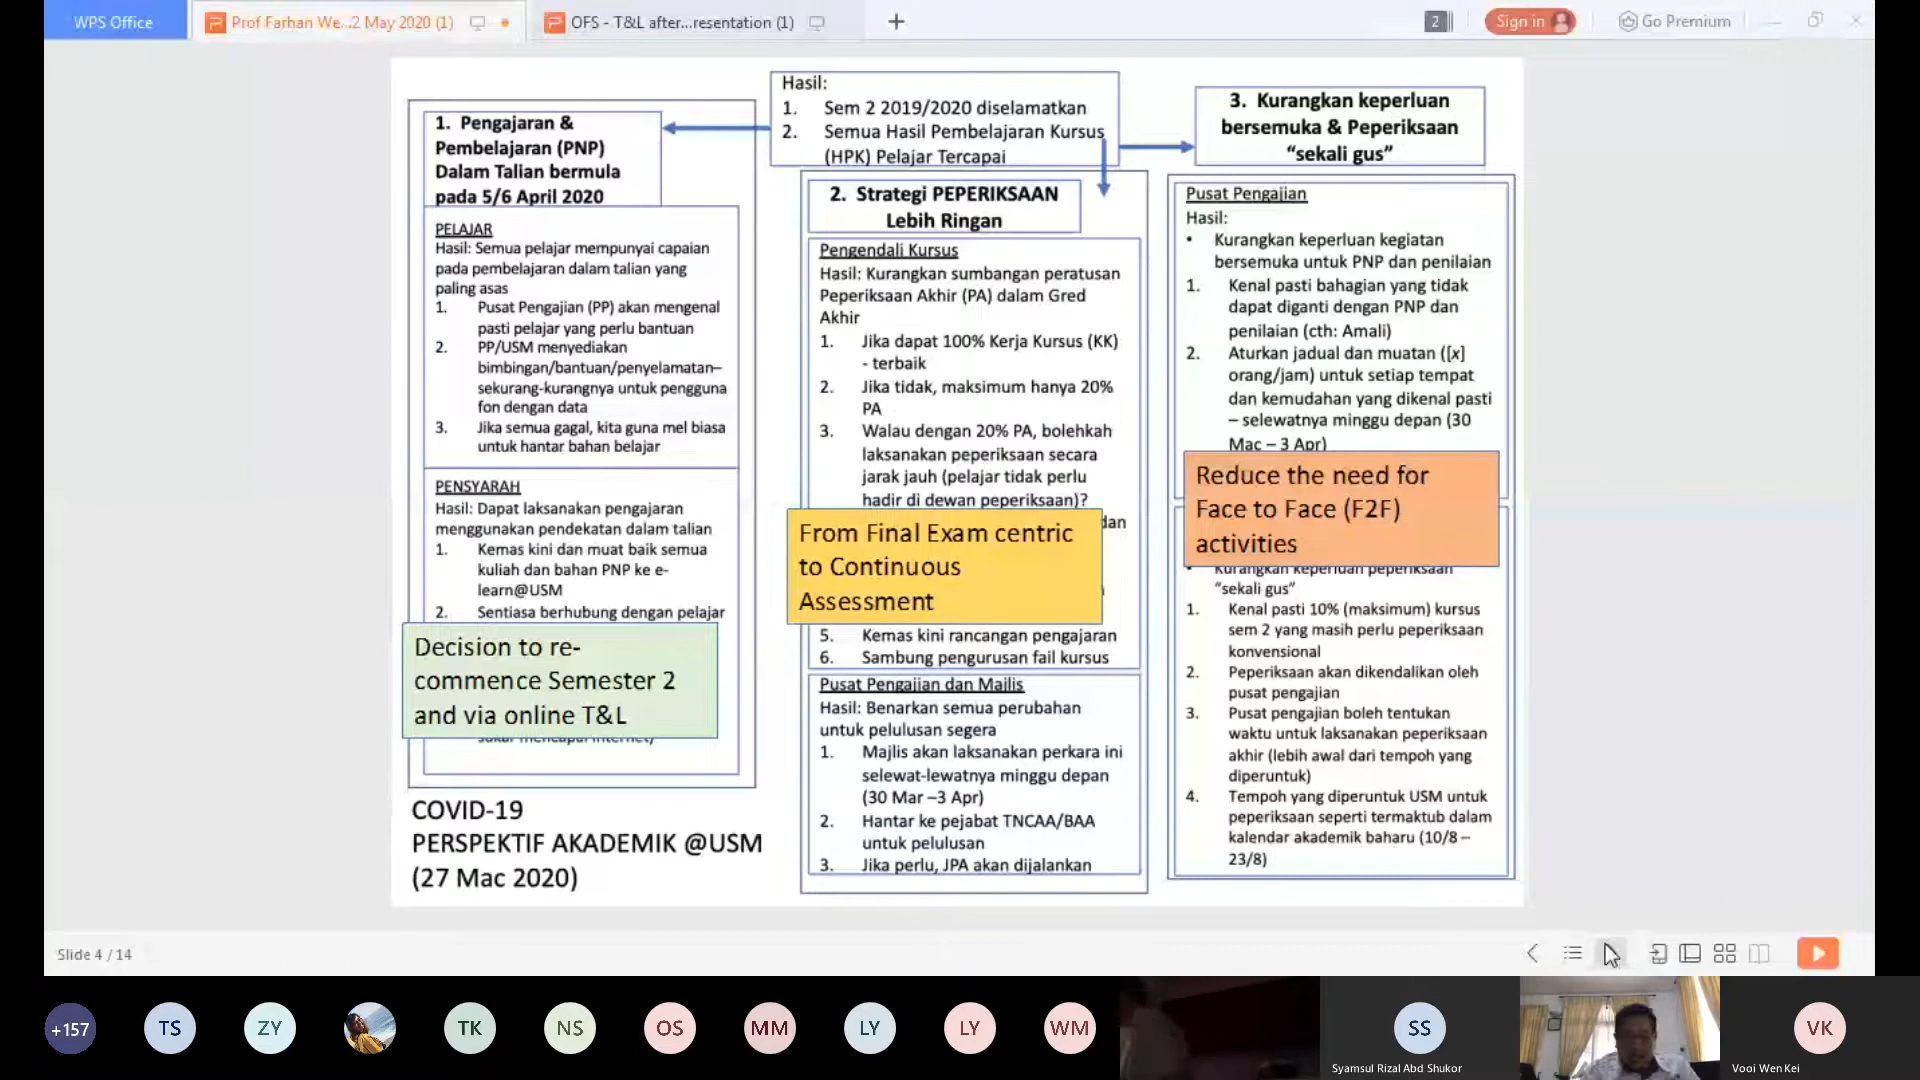 WPS Office
Prof Farhan We...2 May 2020 (1)
OFS - T&L after...resentation (1)
2
Sign in
Go Premium
Hasil:
1. Sem 2 2019/2020 diselamatkan
2. Semua Hasil Pembelajaran Kursus
(HPK) Pelajar Tercapai
1. Pengajaran &
Pembelajaran (PNP)
Dalam Talian bermula
pada 5/6 April 2020
PELAJAR
Hasil: Semua pelajar mempunyai capaian
pada pembelajaran dalam talian yang
paling asas
1. Pusat Pengajian (PP) akan mengenal
pasti pelajar yang perlu bantuan
2. PP/USM menyediakan
bimbingan/bantuan/penyelamatan–
sekurang-kurangnya untuk pengguna
fon dengan data
3. Jika semua gagal, kita guna mel biasa
untuk hantar bahan belajar
PENSYARAH
Hasil: Dapat laksanakan pengajaran
menggunakan pendekatan dalam talian
1. Kemas kini dan muat baik semua
kuliah dan bahan PNP ke e-
learn@USM
2. Sentiasa berhubung dengan pelajar
Decision to re-
commence Semester 2
and via online T&L
sukar mencapai internet)
COVID-19
PERSPEKTIF AKADEMIK @USM
(27 Mac 2020)
2. Strategi PEPERIKSAAN
Lebih Ringan
Pengendali Kursus
Hasil: Kurangkan sumbangan peratusan
Peperiksaan Akhir (PA) dalam Gred
Akhir
1. Jika dapat 100% Kerja Kursus (KK)
- terbaik
2. Jika tidak, maksimum hanya 20%
PA
3. Walau dengan 20% PA, bolehkah
laksanakan peperiksaan secara
jarak jauh (pelajar tidak perlu
hadir di dewan peperiksaan)?
dan
From Final Exam centric
to Continuous
Assessment
5. Kemas kini rancangan pengajaran
6. Sambung pengurusan fail kursus
Pusat Pengajian dan Majlis
Hasil: Benarkan semua perubahan
untuk pelulusan segera
1. Majlis akan laksanakan perkara ini
selewat-lewatnya minggu depan
(30 Mar –3 Apr)
2. Hantar ke pejabat TNCAA/BAA
untuk pelulusan
3. Jika perlu, JPA akan dijalankan
3. Kurangkan keperluan
bersemuka & Peperiksaan
“sekali gus”
Pusat Pengajian
Hasil:
• Kurangkan keperluan kegiatan
bersemuka untuk PNP dan penilaian
1. Kenal pasti bahagian yang tidak
dapat diganti dengan PNP dan
penilaian (cth: Amali)
2. Aturkan jadual dan muatan ([x]
orang/jam) untuk setiap tempat
dan kemudahan yang dikenal pasti
– selewatnya minggu depan (30
Mac – 3 Apr)
Reduce the need for
Face to Face (F2F)
activities
• Kurangkan keperluan peperiksaan
“sekali gus”
1. Kenal pasti 10% (maksimum) kursus
sem 2 yang masih perlu peperiksaan
konvensional
2. Peperiksaan akan dikendalikan oleh
pusat pengajian
3. Pusat pengajian boleh tentukan
waktu untuk laksanakan peperiksaan
akhir (lebih awal dari tempoh yang
diperuntuk)
4. Tempoh yang diperuntuk USM untuk
peperiksaan seperti termaktub dalam
kalendar akademik baharu (10/8 –
23/8)
Slide 4 / 14
+157
TS
ZY
TK
NS
OS
MM
LY
LY
WM
SS
Syamsul Rizal Abd Shukor
VK
Vooi Wen Kei